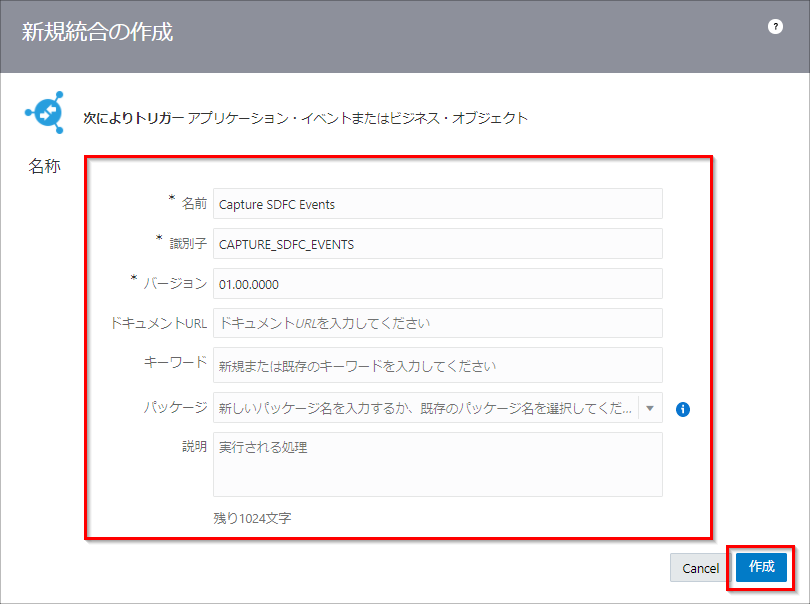 新規統合の作成
?
次によりトリガー アプリケーション・イベントまたはビジネス・オブジェクト
名称
* 名前 Capture SDFC Events
* 識別子 CAPTURE_SDFC_EVENTS
* バージョン 01.00.0000
ドキュメントURL ドキュメントURLを入力してください
キーワード 新規または既存のキーワードを入力してください
パッケージ 新しいパッケージ名を入力するか、既存のパッケージ名を選択してくだ...
説明 実行される処理
残り1024文字
Cancel 作成